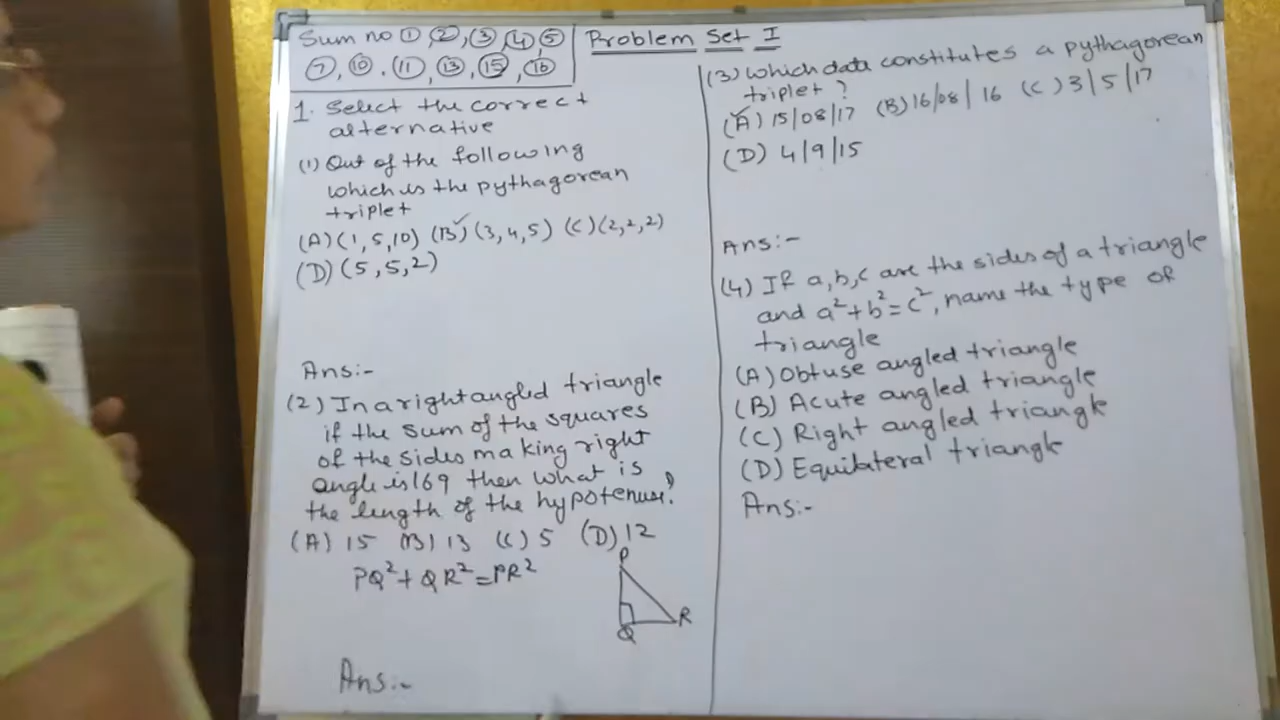 Sum no ①, ②, ③, ④, ⑤
⑦, ⑩, ⑪, ⑬, ⑮, ⑯
Problem Set I
1. Select the correct
alternative
(1) Out of the following
which is the pythagorean
triplet
(A) (1, 5, 10) (B) (3, 4, 5) (C) (2, 2, 2)
(D) (5, 5, 2)
Ans:-
(2) In a right angled triangle
if the sum of the squares
of the sides making right
angle is 169 then what is
the length of the hypotenuse?
(A) 15 (B) 13 (C) 5 (D) 12
PQ² + QR² = PR²
P
Q
R
Ans:-
(3) Which data constitutes a pythagorean
triplet ?
(A) 15/08/17 (B) 16/08/16 (C) 3/5/17
(D) 4/9/15
Ans:-
(4) If a, b, c are the sides of a triangle
and a² + b² = c², name the type of
triangle
(A) Obtuse angled triangle
(B) Acute angled triangle
(C) Right angled triangle
(D) Equilateral triangle
Ans:-